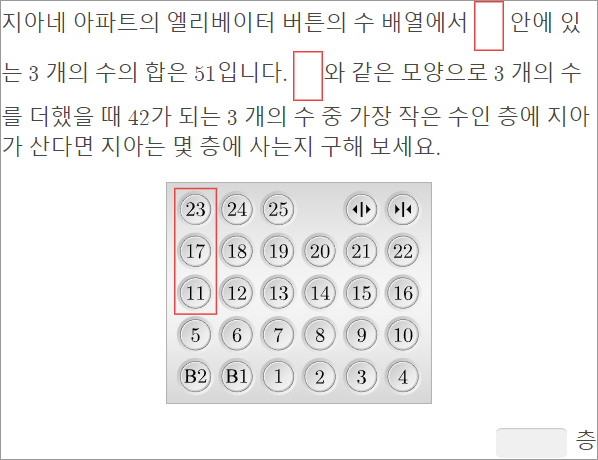 지아네 아파트의 엘리베이터 버튼의 수 배열에서 안에 있
는 3 개의 수의 합은 51입니다. 와 같은 모양으로 3 개의 수
를 더했을 때 42가 되는 3 개의 수 중 가장 작은 수인 층에 지아
가 산다면 지아는 몇 층에 사는지 구해 보세요.
23 24 25
17 18 19 20 21 22
11 12 13 14 15 16
5 6 7 8 9 10
B2 B1 1 2 3 4
층